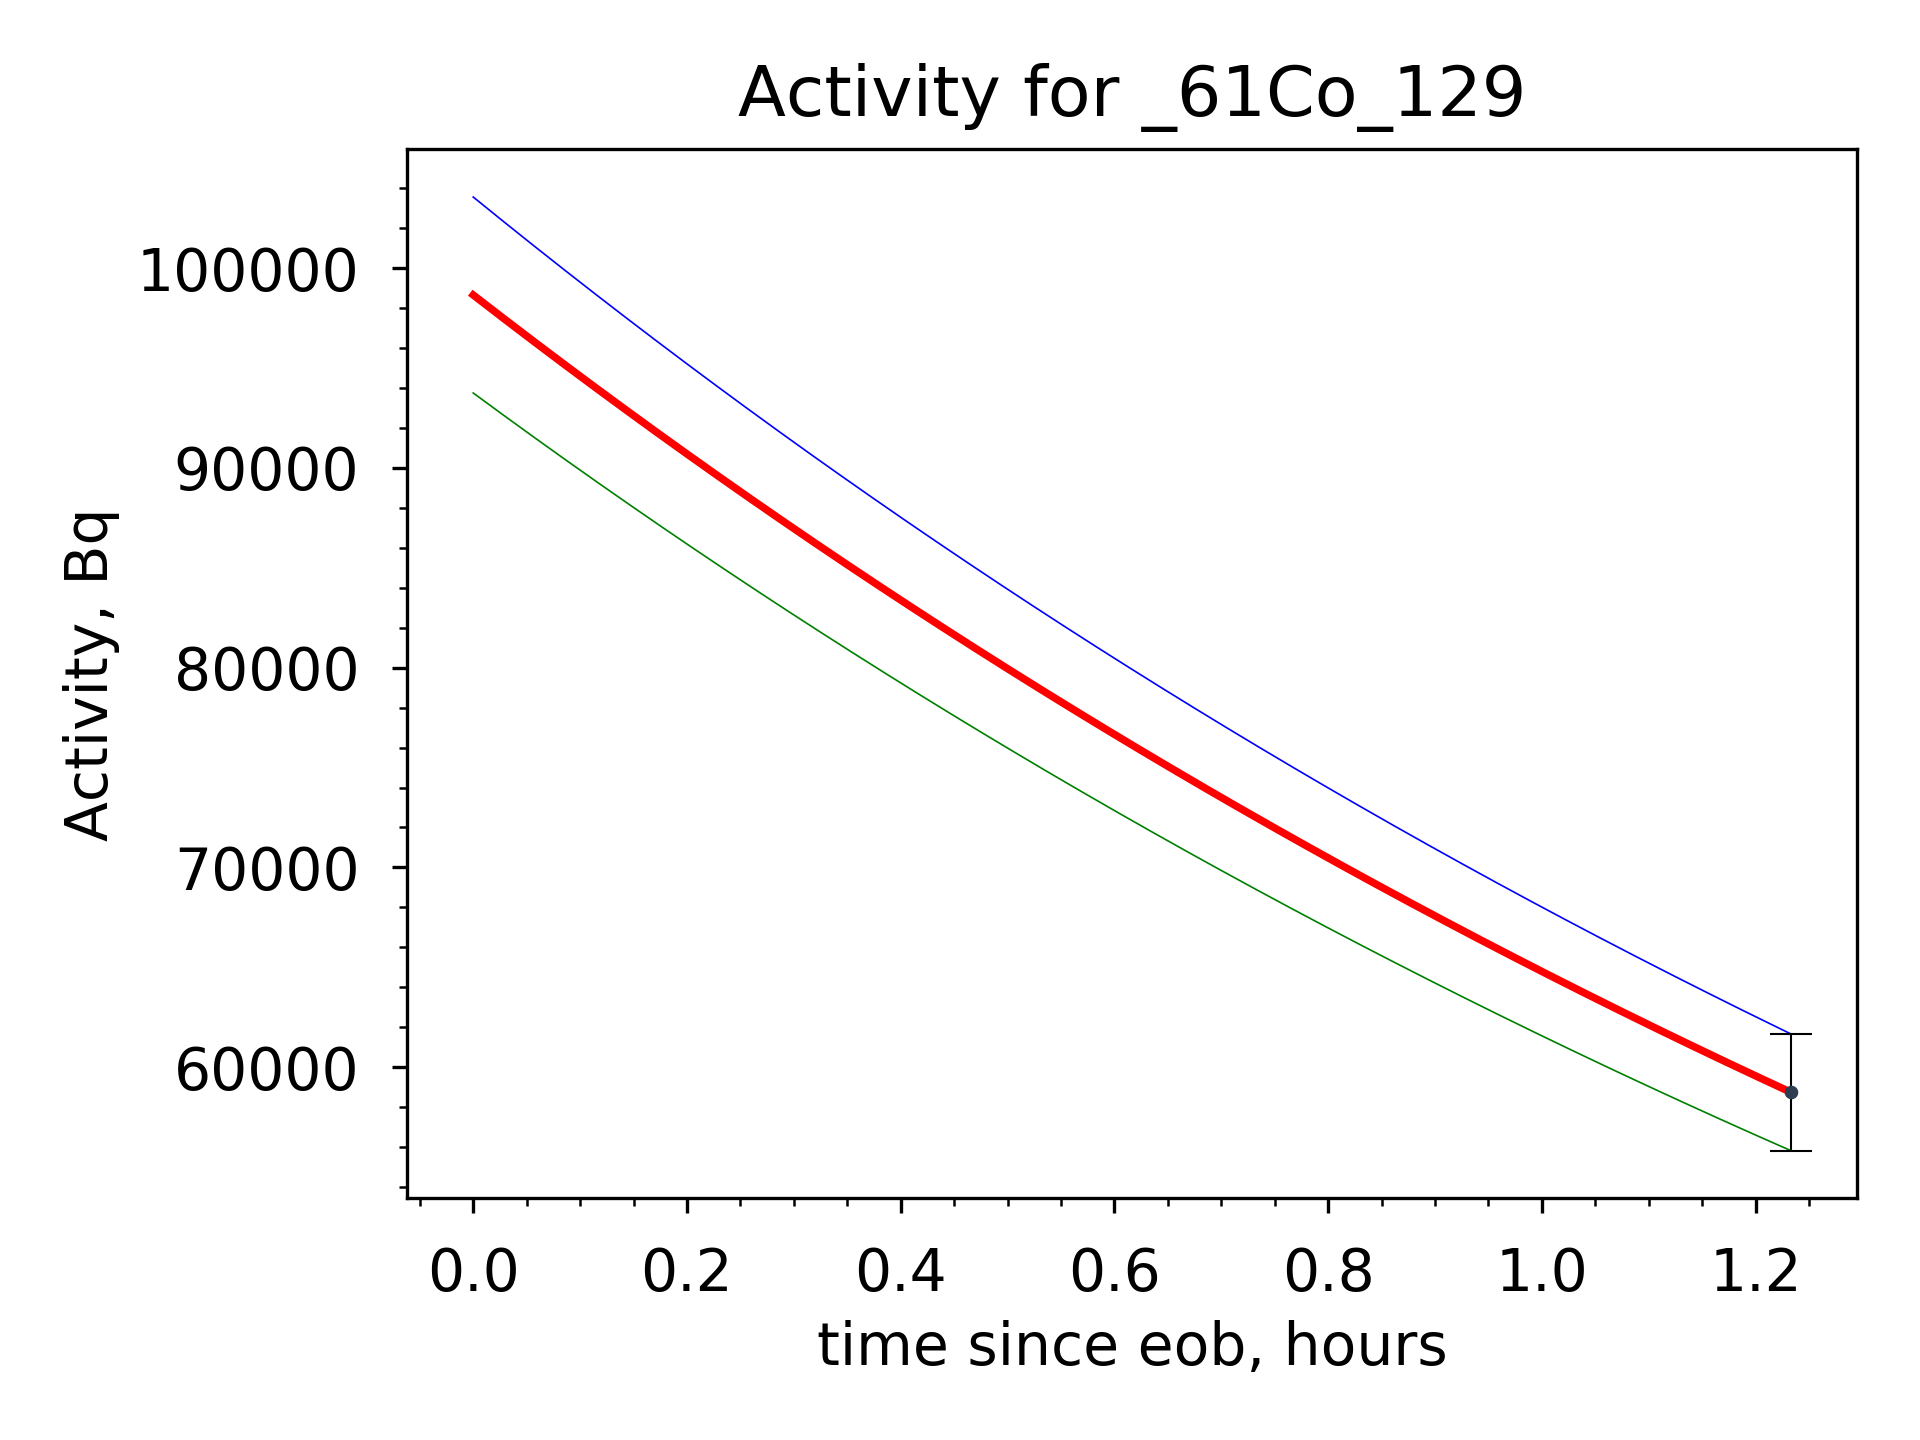 Activity for _61Co_129
Activity, Bq
100000
90000
80000
70000
60000
0.0 0.2 0.4 0.6 0.8 1.0 1.2
time since eob, hours